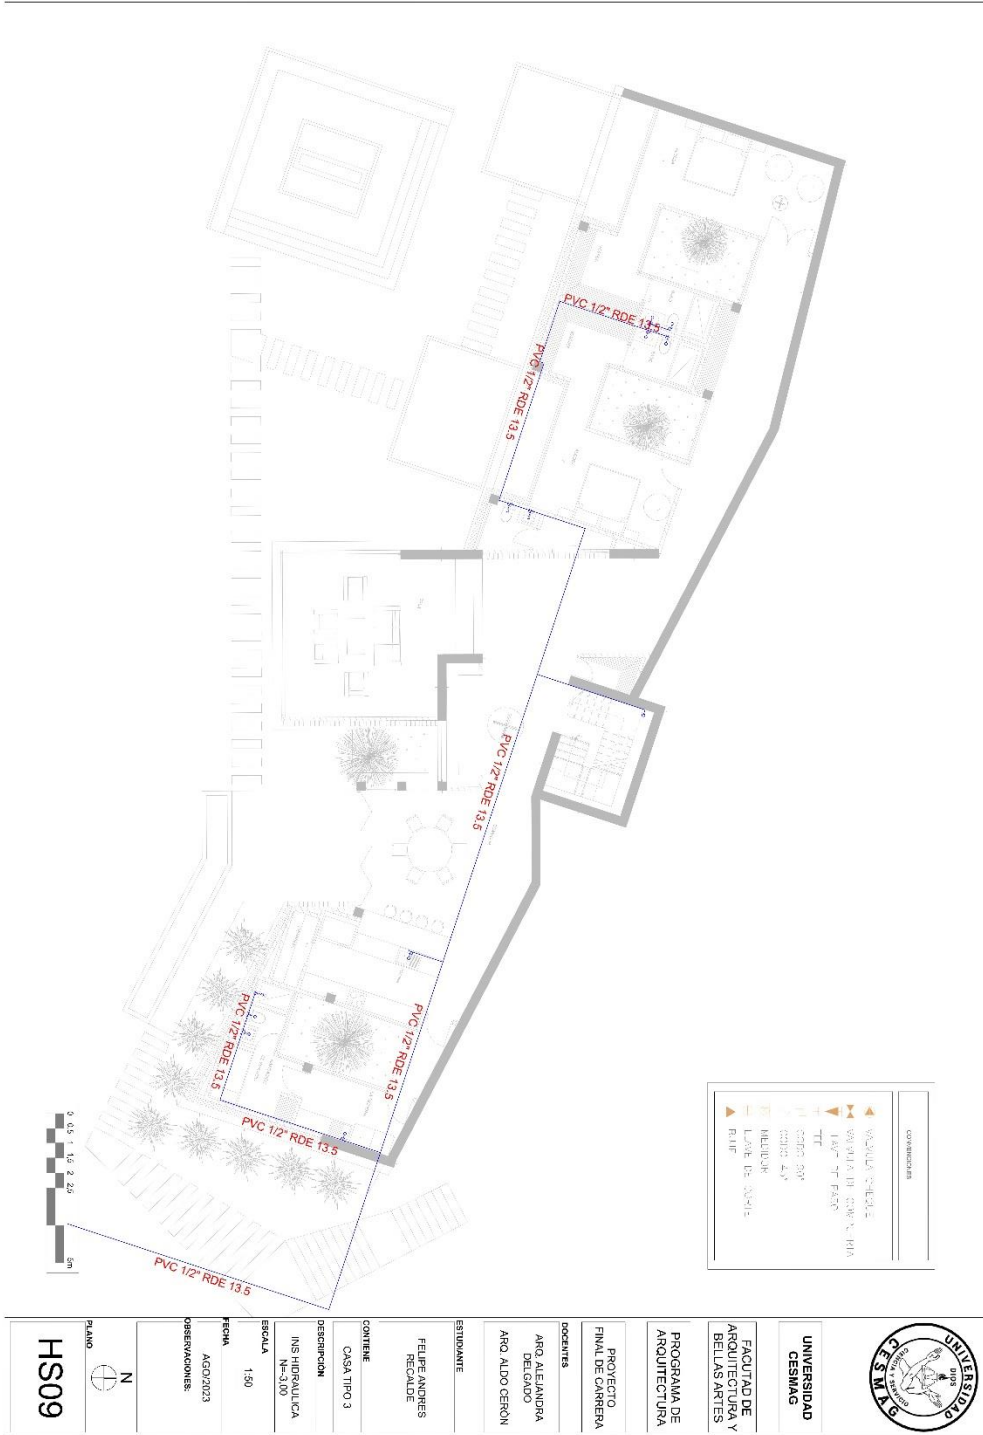 PVC 1/2" RDE 13.5
PVC 1/2" RDE 13.5
PVC 1/2" RDE 13.5
PVC 1/2" RDE 13.5
PVC 1/2" RDE 13.5
PVC 1/2" RDE 13.5
PVC 1/2" RDE 13.5
0 0.5 1 1.5 2 2.5 5m
CONVENCIONES
VALVULA CHEQUE
TEE
CODO 90°
CODO 45°
MEDIDOR
LLAVE DE CORTE
UNIVERSIDAD
CESMAG
DIOS
CIENCIA Y SERVICIO
UNIVERSIDAD
CESMAG
FACUTAD DE
ARQUITECTURA Y
BELLAS ARTES
PROGRAMA DE
ARQUITECTURA
PROYECTO
FINAL DE CARRERA
DOCENTES
ARQ. ALEJANDRA
DELGADO
ARQ. ALDO CERÓN
ESTUDIANTE
FELIPE ANDRES
RECALDE
CONTIENE
CASA TIPO 3
DESCRIPCIÓN
INS HIDRAULICA
N=-3,00
ESCALA
1:50
FECHA
AGO/2023
OBSERVACIONES:
PLANO
N
HS09